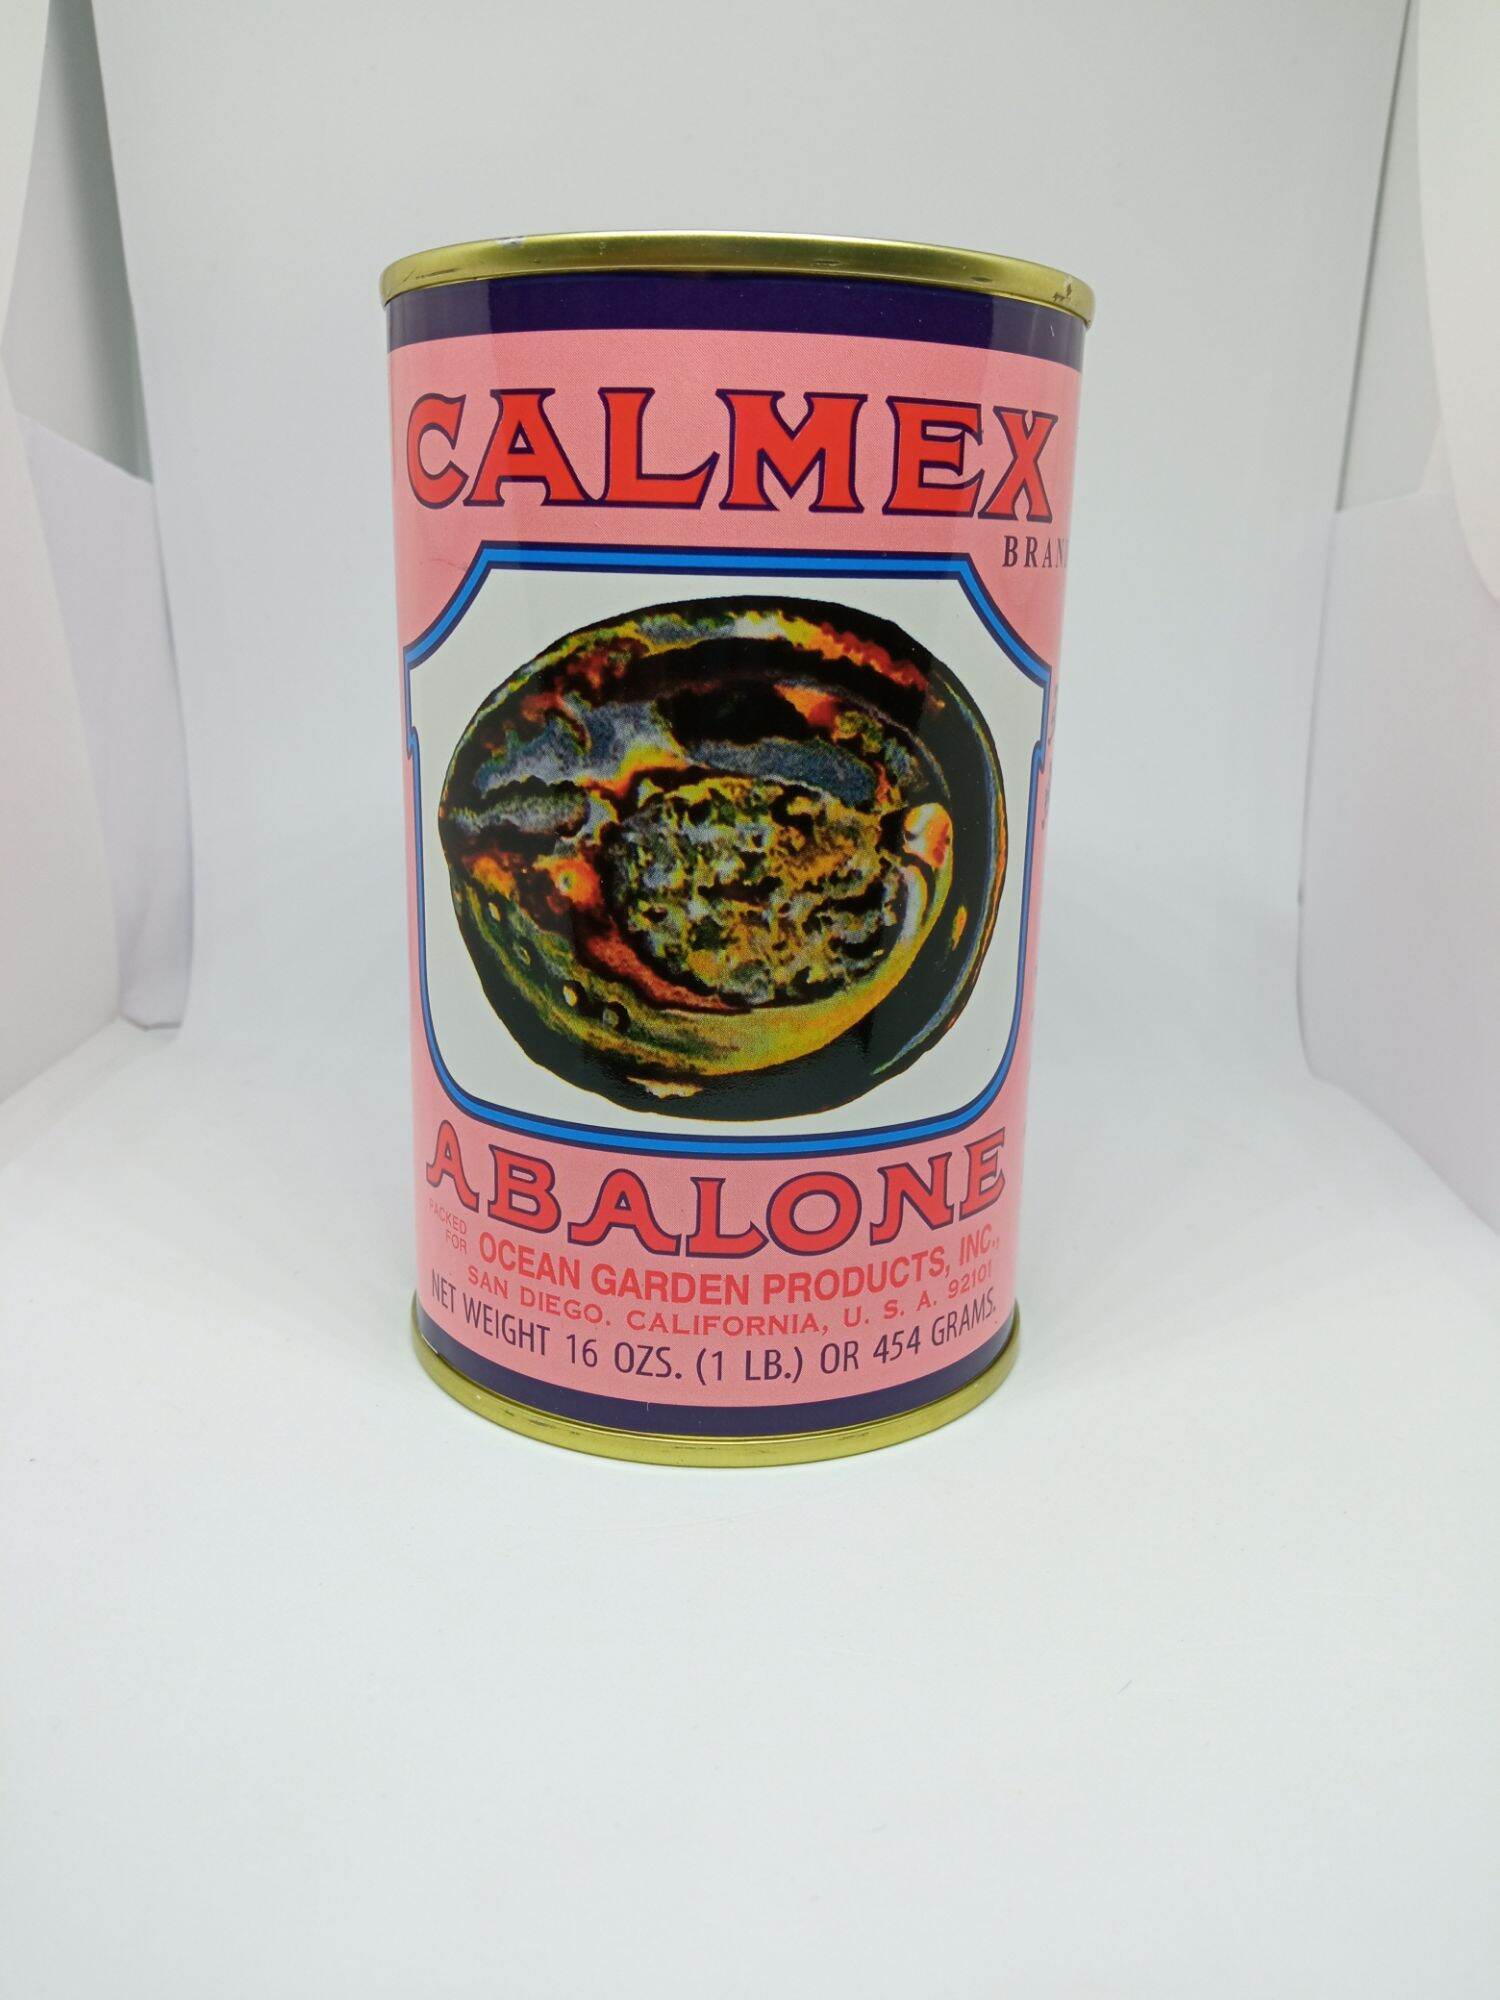 CALMEX
BRAND
ABALONE
PACKED
FOR
OCEAN GARDEN PRODUCTS, INC.,
SAN DIEGO. CALIFORNIA, U. S. A. 92101
NET WEIGHT 16 OZS. (1 LB.) OR 454 GRAMS.